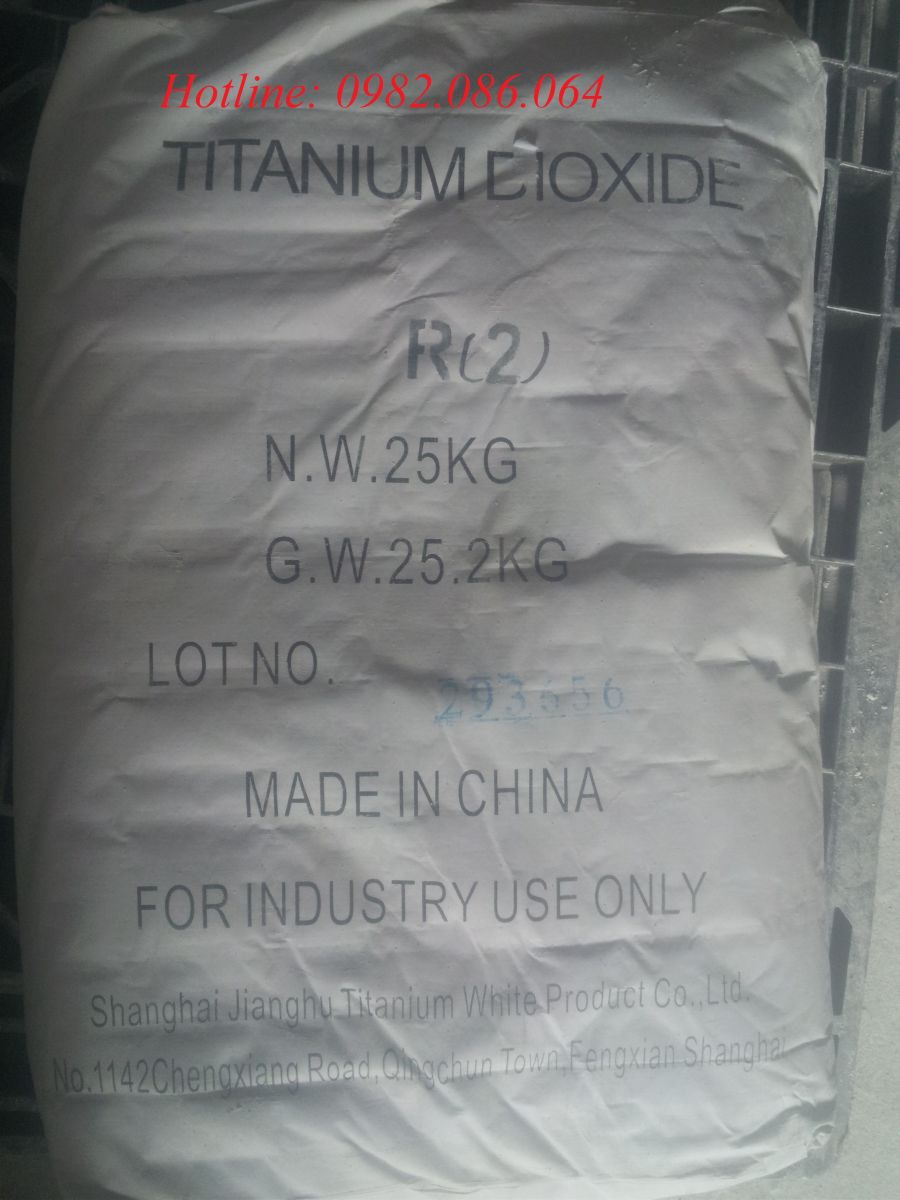 Hotline: 0982.086.064
TITANIUM DIOXIDE
R(2)
N.W.25KG
G.W.25.2KG
LOT NO.
MADE IN CHINA
FOR INDUSTRY USE ONLY
Shanghai Jianghu Titanium White Product Co.,Ltd.
No.1142Chengxiang Road,Qingchun Town,Fengxian Shanghai